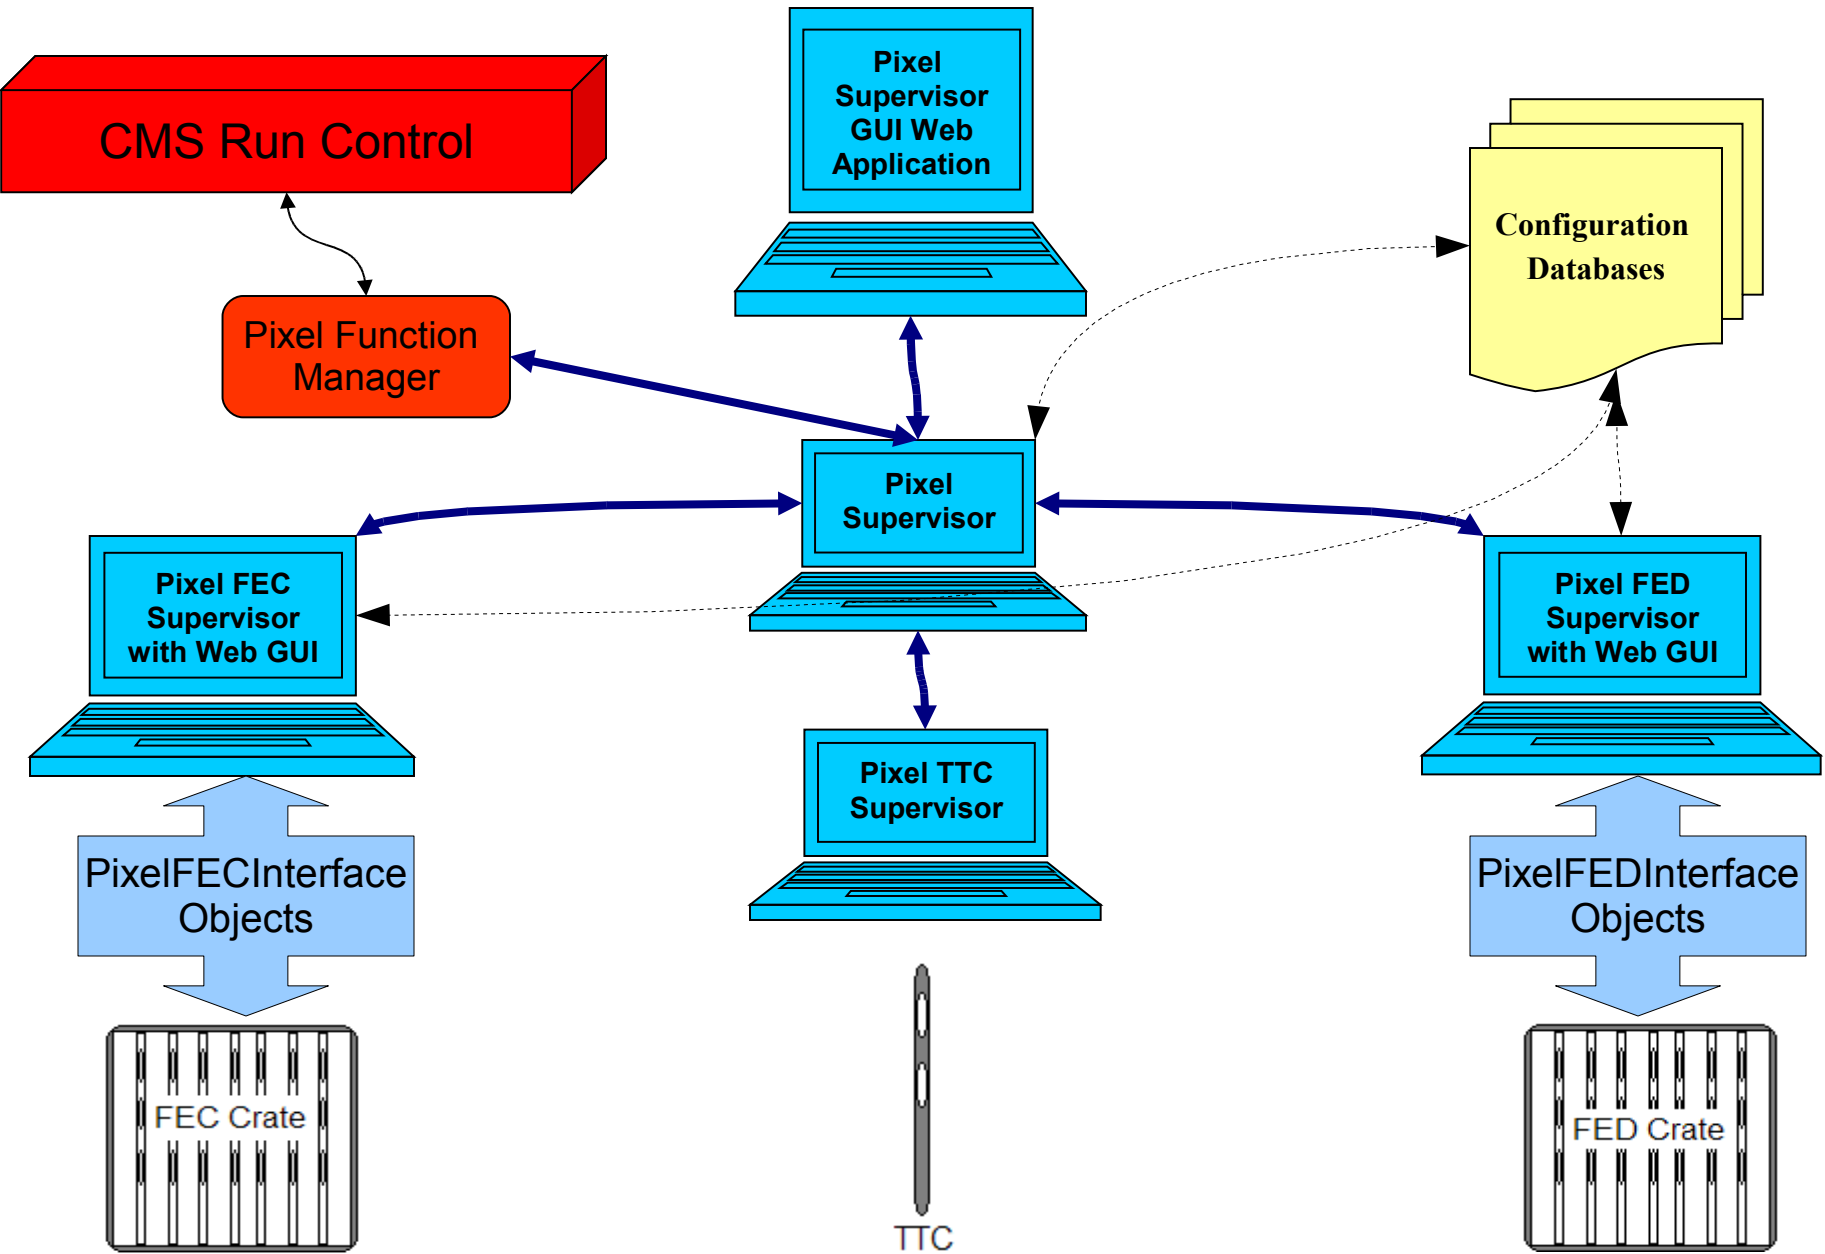 CMS Run Control
Pixel
Supervisor
GUI Web
Application
Configuration
Databases
Pixel Function
Manager
Pixel
Supervisor
Pixel FEC
Supervisor
with Web GUI
Pixel FED
Supervisor
with Web GUI
Pixel TTC
Supervisor
PixelFECInterface
Objects
PixelFEDInterface
Objects
FEC Crate
FED Crate
TTC